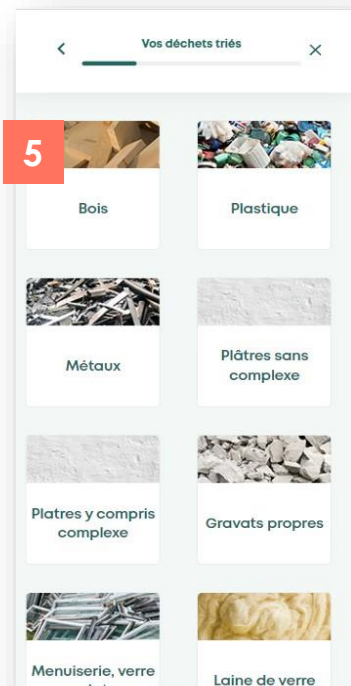 Vos déchets triés
5
Bois
Plastique
Métaux
Plâtres sans
complexe
Platres y compris
complexe
Gravats propres
Menuiserie, verre
Laine de verre